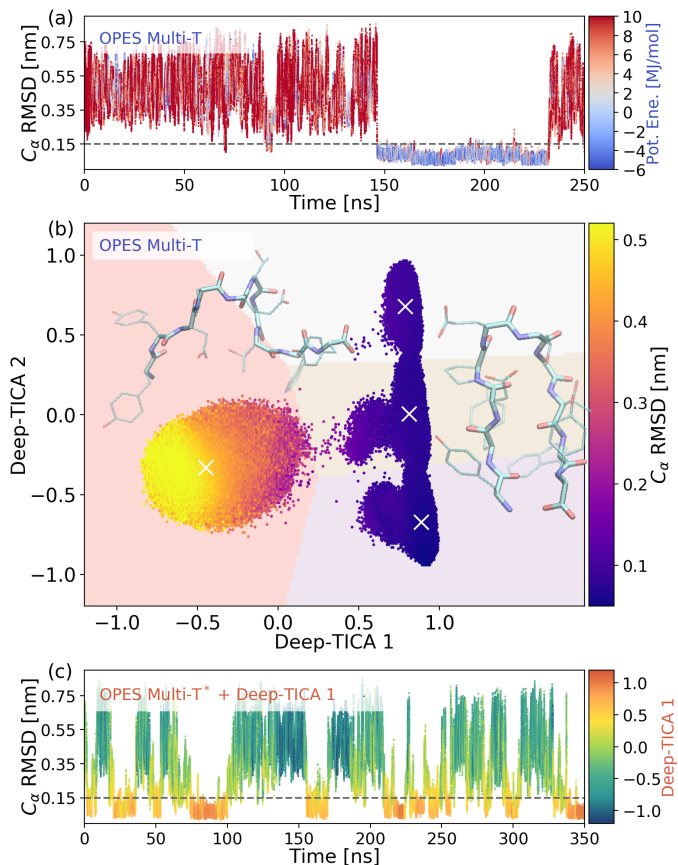 (a)
OPES Multi-T
0.75
0.55
0.35
0.15
Cα RMSD [nm]
0 50 100 150 200 250
Time [ns]
10
8
6
4
2
0
−2
−4
−6
Pot. Ene. [MJ/mol]
(b)
OPES Multi-T
1.0
0.5
0.0
−0.5
−1.0
Deep-TICA 2
−1.0 −0.5 0.0 0.5 1.0
Deep-TICA 1
0.5
0.4
0.3
0.2
0.1
Cα RMSD [nm]
(c)
OPES Multi-T* + Deep-TICA 1
0.75
0.55
0.35
0.15
Cα RMSD [nm]
0 50 100 150 200 250 300 350
Time [ns]
1.0
0.5
0.0
−0.5
−1.0
Deep-TICA 1